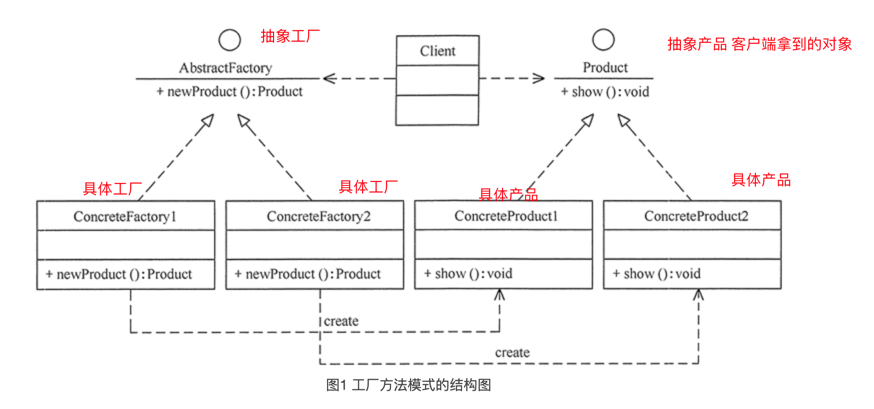 抽象工厂
抽象产品 客户端拿到的对象
AbstractFactory
+ newProduct (): Product
Client
Product
+ show (): void
具体工厂
具体工厂
具体产品
具体产品
ConcreteFactory1
+ newProduct (): Product
ConcreteFactory2
+ newProduct (): Product
ConcreteProduct1
+ show (): void
ConcreteProduct2
+ show (): void
create
create
图1 工厂方法模式的结构图